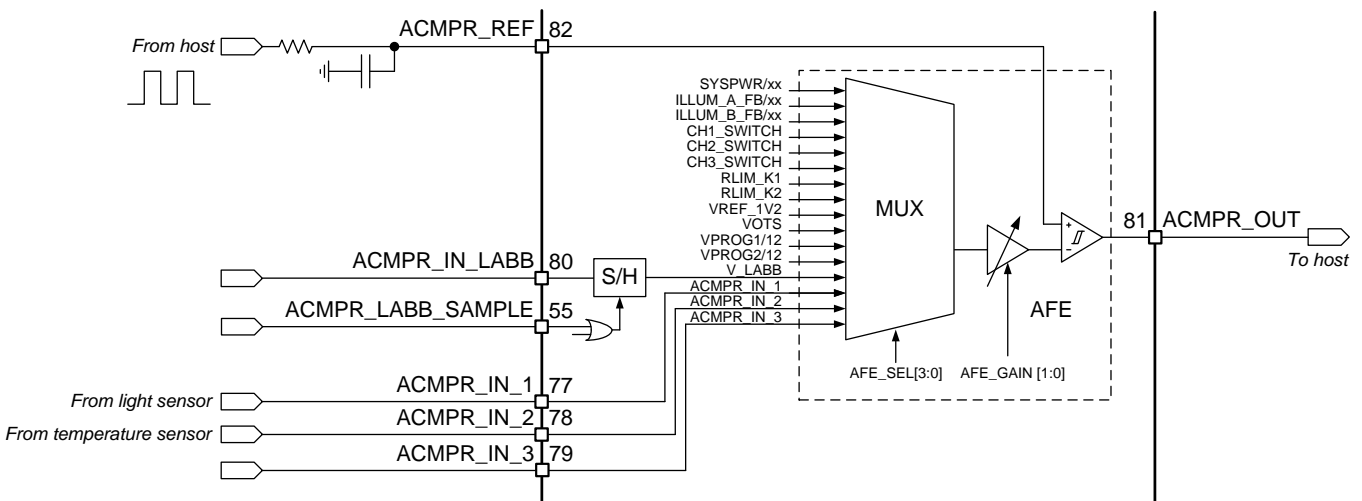 From host
ACMPR_REF
82
SYSPWR/xx
ILLUM_A_FB/xx
ILLUM_B_FB/xx
CH1_SWITCH
CH2_SWITCH
CH3_SWITCH
RLIM_K1
RLIM_K2
VREF_1V2
VOTS
VPROG1/12
VPROG2/12
V_LABB
ACMPR_IN_1
ACMPR_IN_2
ACMPR_IN_3
MUX
+
-
AFE
AFE_SEL[3:0]
AFE_GAIN [1:0]
81
ACMPR_OUT
To host
ACMPR_IN_LABB
80
S/H
ACMPR_LABB_SAMPLE
55
From light sensor
ACMPR_IN_1
77
From temperature sensor
ACMPR_IN_2
78
ACMPR_IN_3
79